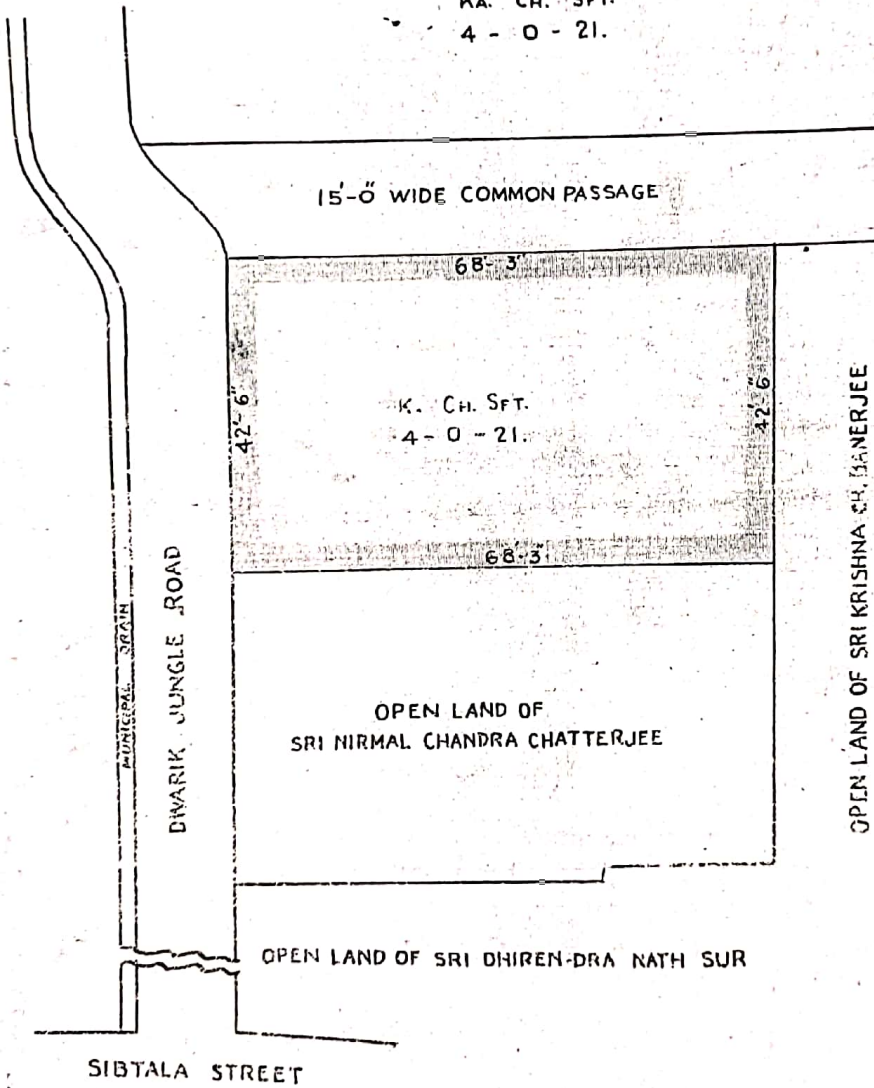 KA. CH. SFT.
4 - 0 - 21.
15'-0" WIDE COMMON PASSAGE
68'-3"
42'-6"
K. CH. SFT.
4 - 0 - 21.
42'-6"
68'-3"
OPEN LAND OF SRI KRISHNA CH. BANERJEE
DWARIK JUNGLE ROAD
MUNICIPAL DRAIN
OPEN LAND OF
SRI NIRMAL CHANDRA CHATTERJEE
OPEN LAND OF SRI DHIREN-DRA NATH SUR
SIBTALA STREET